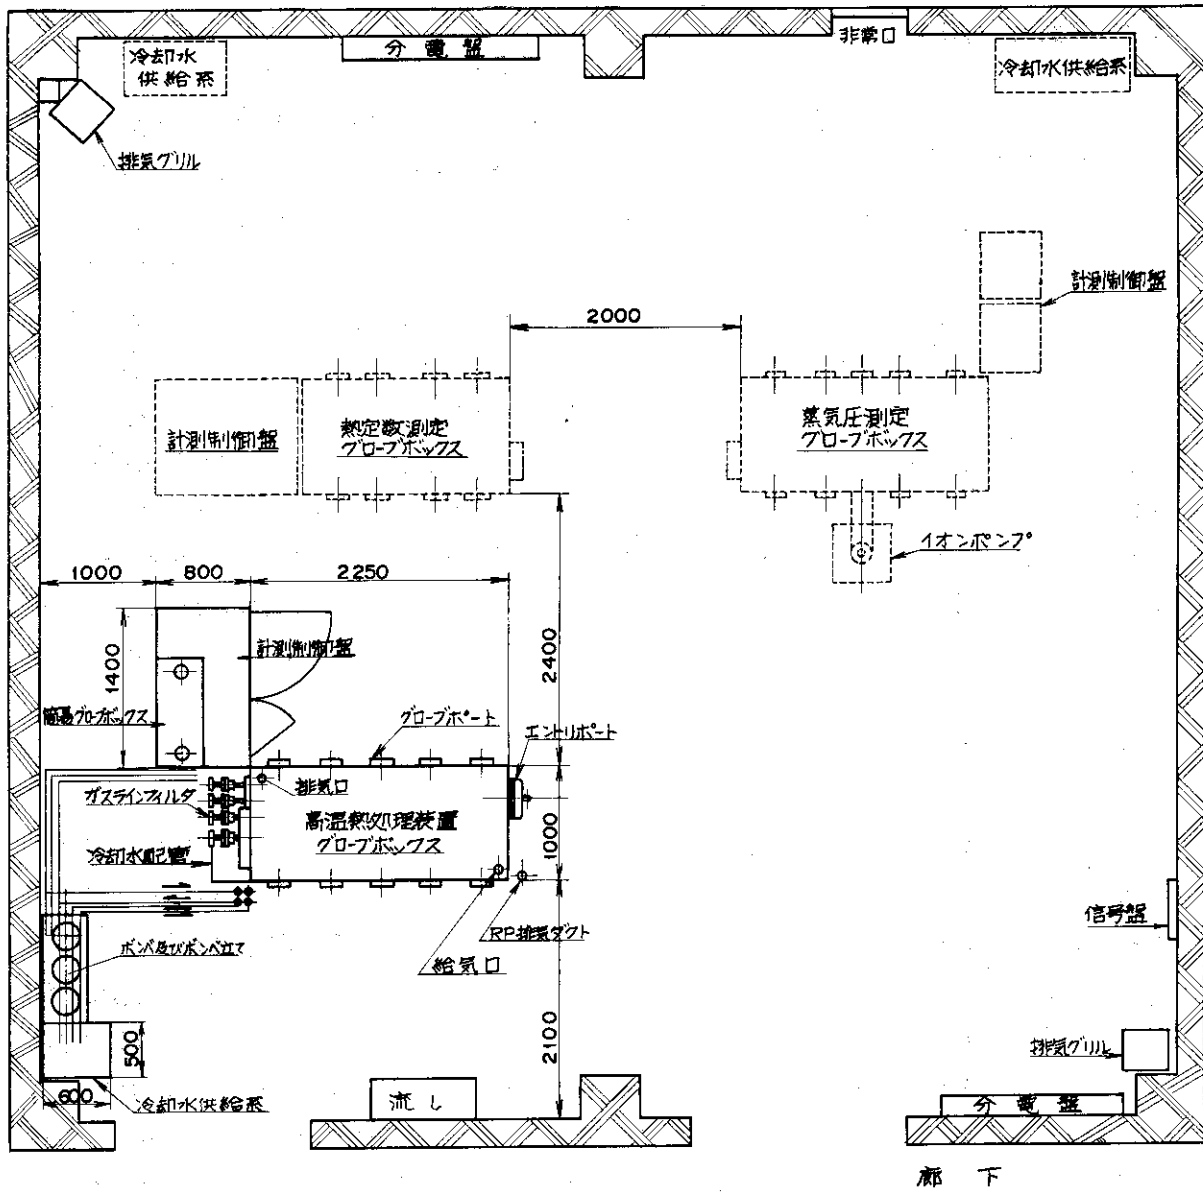 冷却水
供給系
分電盤
非常口
冷却水供給系
排気グリル
計測制御盤
2000
計測制御盤
熱定数測定
グローブボックス
蒸気圧測定
グローブボックス
イオンポンプ
1000
800
2250
1400
計測制御盤
2400
簡易グローブボックス
グローブポート
エントリポート
排気口
ガスラインフィルタ
高温熱処理装置
グローブボックス
1000
冷却水配管
信号盤
RP排気ダクト
ボンベ及びボンベ立て
給気口
2100
500
排気グリル
600
冷却水供給系
流し
分電盤
廊下